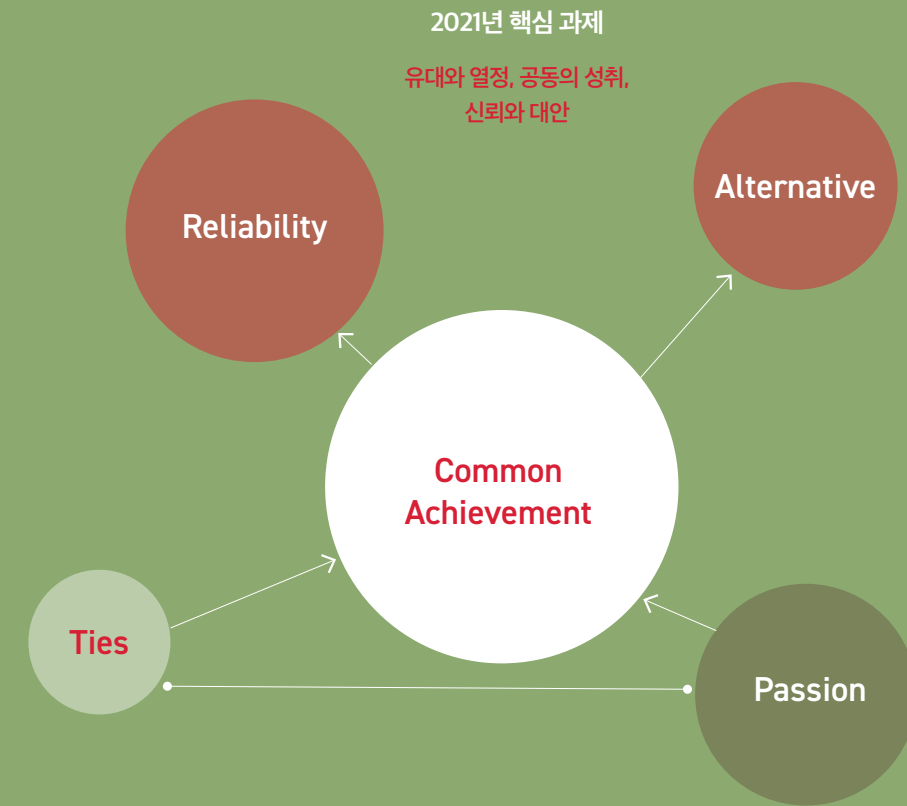 2021년 핵심 과제
유대와 열정, 공동의 성취,
신뢰와 대안
Alternative
Reliability
Common
Achievement
Ties
Passion